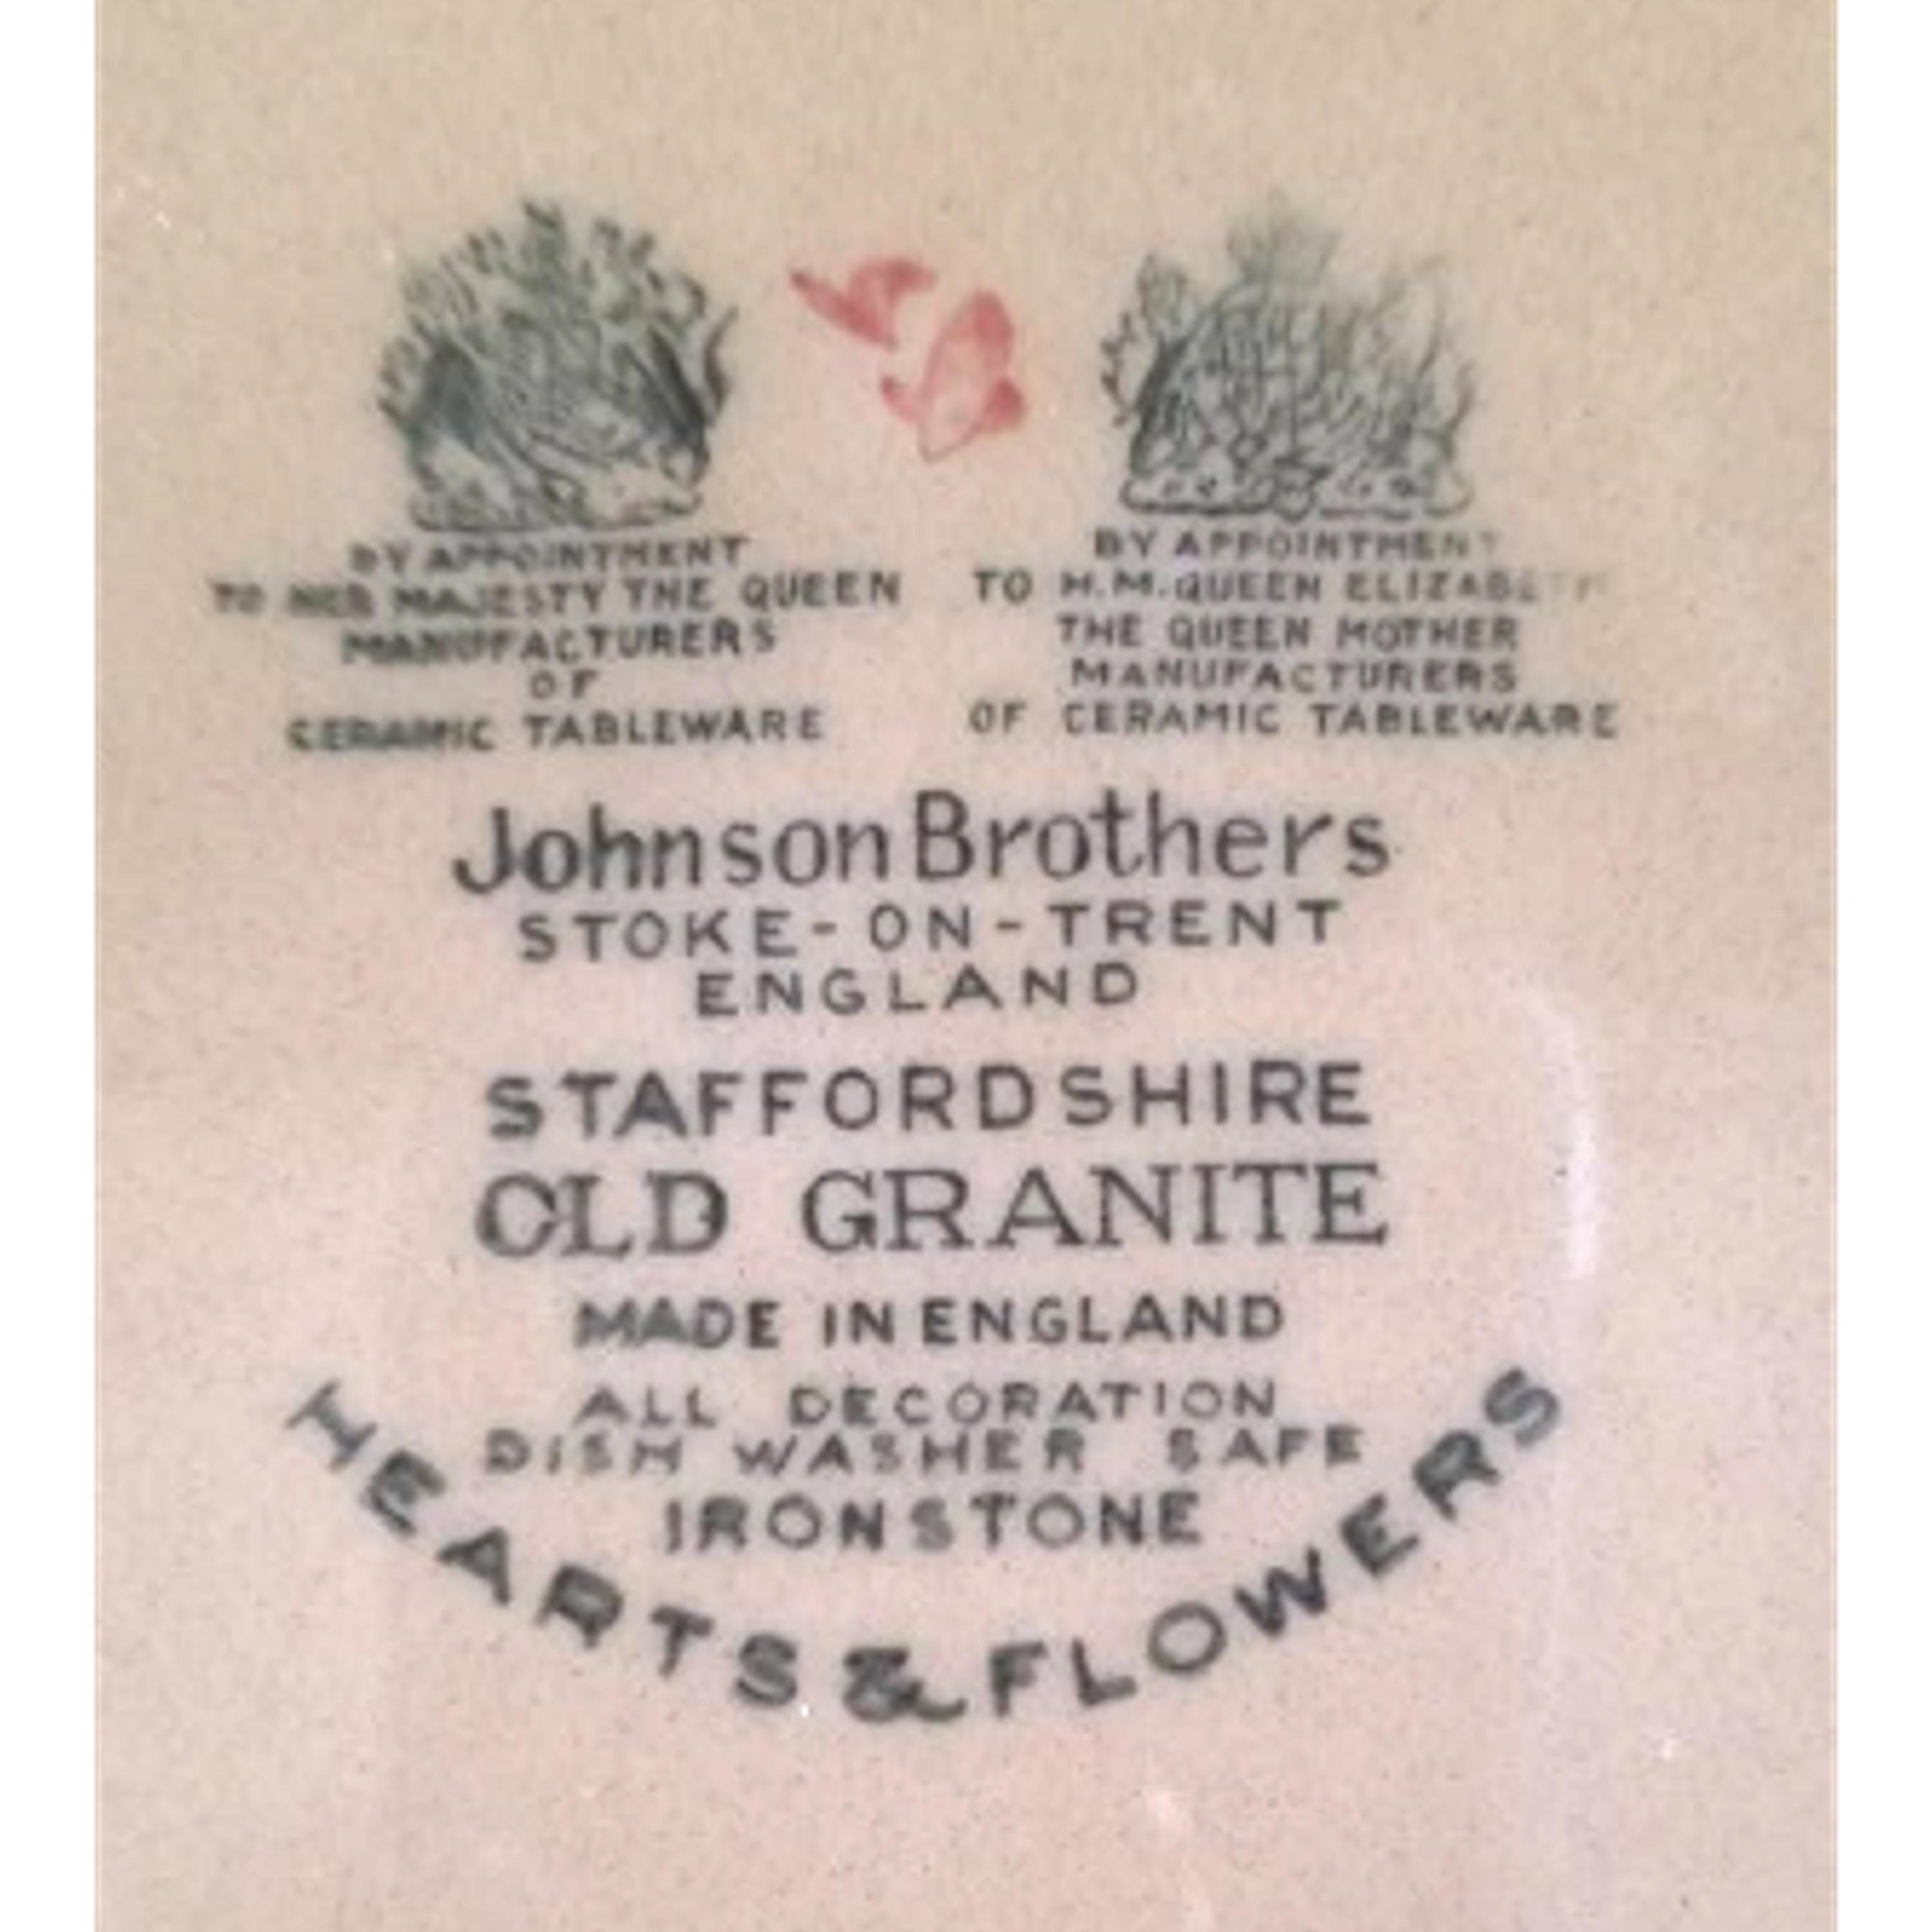 BY APPOINTMENT
TO HER MAJESTY THE QUEEN
MANUFACTURERS
OF
CERAMIC TABLEWARE
BY APPOINTMENT
TO H.M. QUEEN ELIZABETH
THE QUEEN MOTHER
MANUFACTURERS
OF CERAMIC TABLEWARE
Johnson Brothers
STOKE-ON-TRENT
ENGLAND
STAFFORDSHIRE
OLD GRANITE
MADE IN ENGLAND
ALL DECORATION
DISH WASHER SAFE
IRONSTONE
HEARTS & FLOWERS